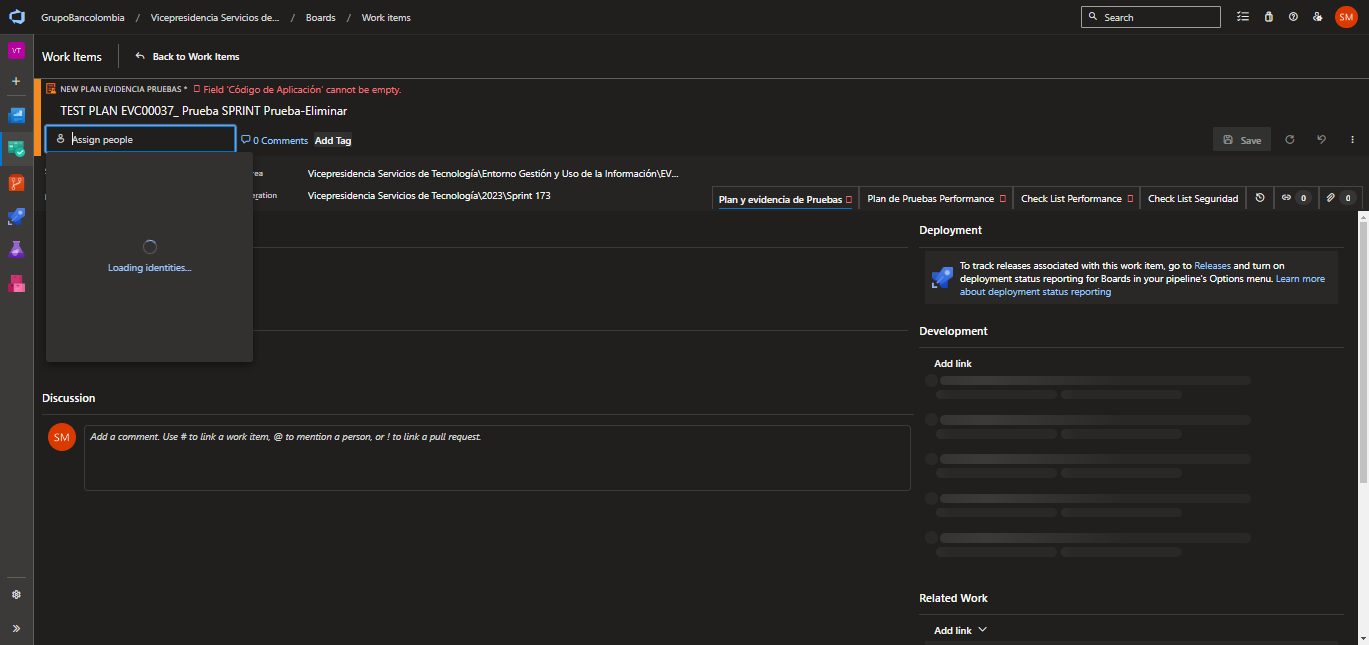 GrupoBancolombia / Vicepresidencia Servicios de... / Boards / Work items
Search
SM
VT
Work Items
Back to Work Items
NEW PLAN EVIDENCIA PRUEBAS * Field 'Código de Aplicación' cannot be empty.
TEST PLAN EVC00037_ Prueba SPRINT Prueba-Eliminar
Assign people
0 Comments
Add Tag
Save
rea
Vicepresidencia Servicios de Tecnología\Entorno Gestión y Uso de la Información\EV...
eration
Vicepresidencia Servicios de Tecnología\2023\Sprint 173
Plan y evidencia de Pruebas
Plan de Pruebas Performance
Check List Performance
Check List Seguridad
0
0
Loading identities...
Deployment
To track releases associated with this work item, go to Releases and turn on
deployment status reporting for Boards in your pipeline's Options menu. Learn more
about deployment status reporting
Development
Add link
Discussion
SM
Add a comment. Use # to link a work item, @ to mention a person, or ! to link a pull request.
Related Work
Add link